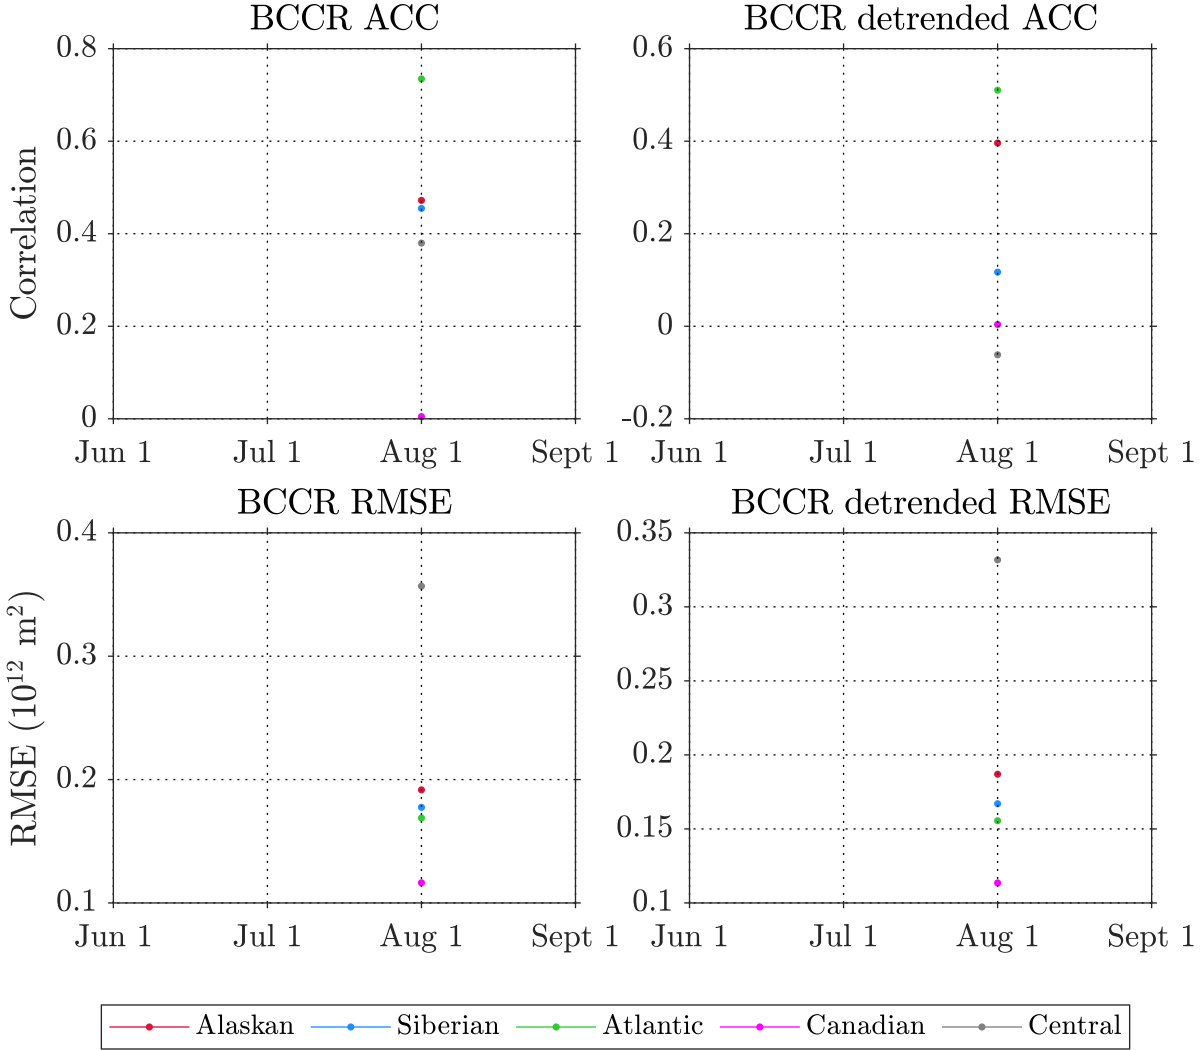 BCCR ACC
BCCR detrended ACC
Correlation
0.8
0.6
0.4
0.2
0
Jun 1 Jul 1 Aug 1 Sept 1
0.6
0.4
0.2
0
-0.2
Jun 1 Jul 1 Aug 1 Sept 1
BCCR RMSE
BCCR detrended RMSE
RMSE (10¹² m²)
0.4
0.3
0.2
0.1
Jun 1 Jul 1 Aug 1 Sept 1
0.35
0.3
0.25
0.2
0.15
0.1
Jun 1 Jul 1 Aug 1 Sept 1
Alaskan Siberian Atlantic Canadian Central